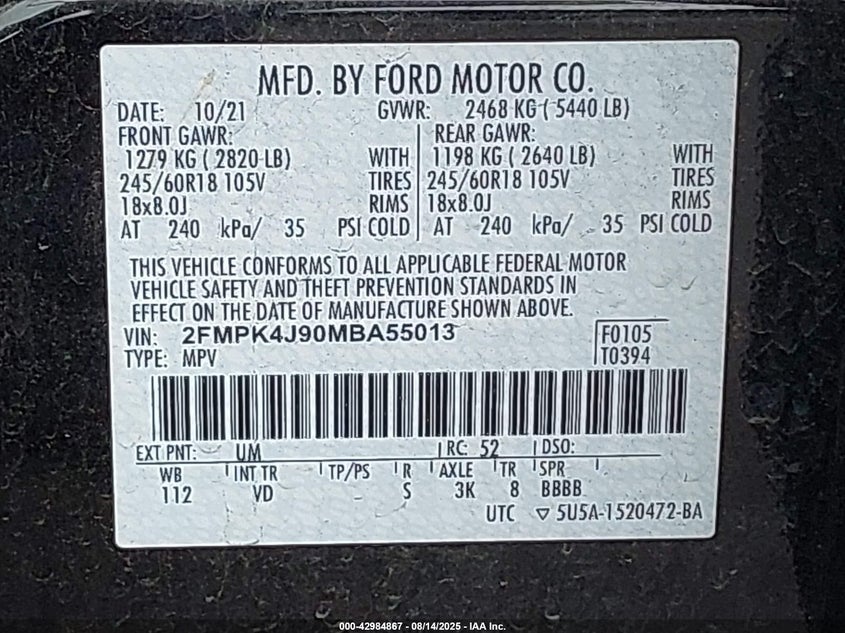 MFD. BY FORD MOTOR CO.
DATE: 10/21 GVWR: 2468 KG ( 5440 LB)
FRONT GAWR: REAR GAWR:
1279 KG ( 2820 LB) WITH 1198 KG ( 2640 LB) WITH
245/60R18 105V TIRES 245/60R18 105V TIRES
18x8.0J RIMS 18x8.0J RIMS
AT 240 kPa/ 35 PSI COLD AT 240 kPa/ 35 PSI COLD
THIS VEHICLE CONFORMS TO ALL APPLICABLE FEDERAL MOTOR
VEHICLE SAFETY AND THEFT PREVENTION STANDARDS IN
EFFECT ON THE DATE OF MANUFACTURE SHOWN ABOVE.
VIN: 2FMPK4J90MBA55013 F0105
TYPE: MPV T0394
EXT PNT: UM RC: 52 DSO:
WB INT TR TP/PS R AXLE TR SPR
112 VD S 3K 8 BBBB
UTC ▽ 5U5A-1520472-BA
000-42984867 - 08/14/2025 - IAA Inc.